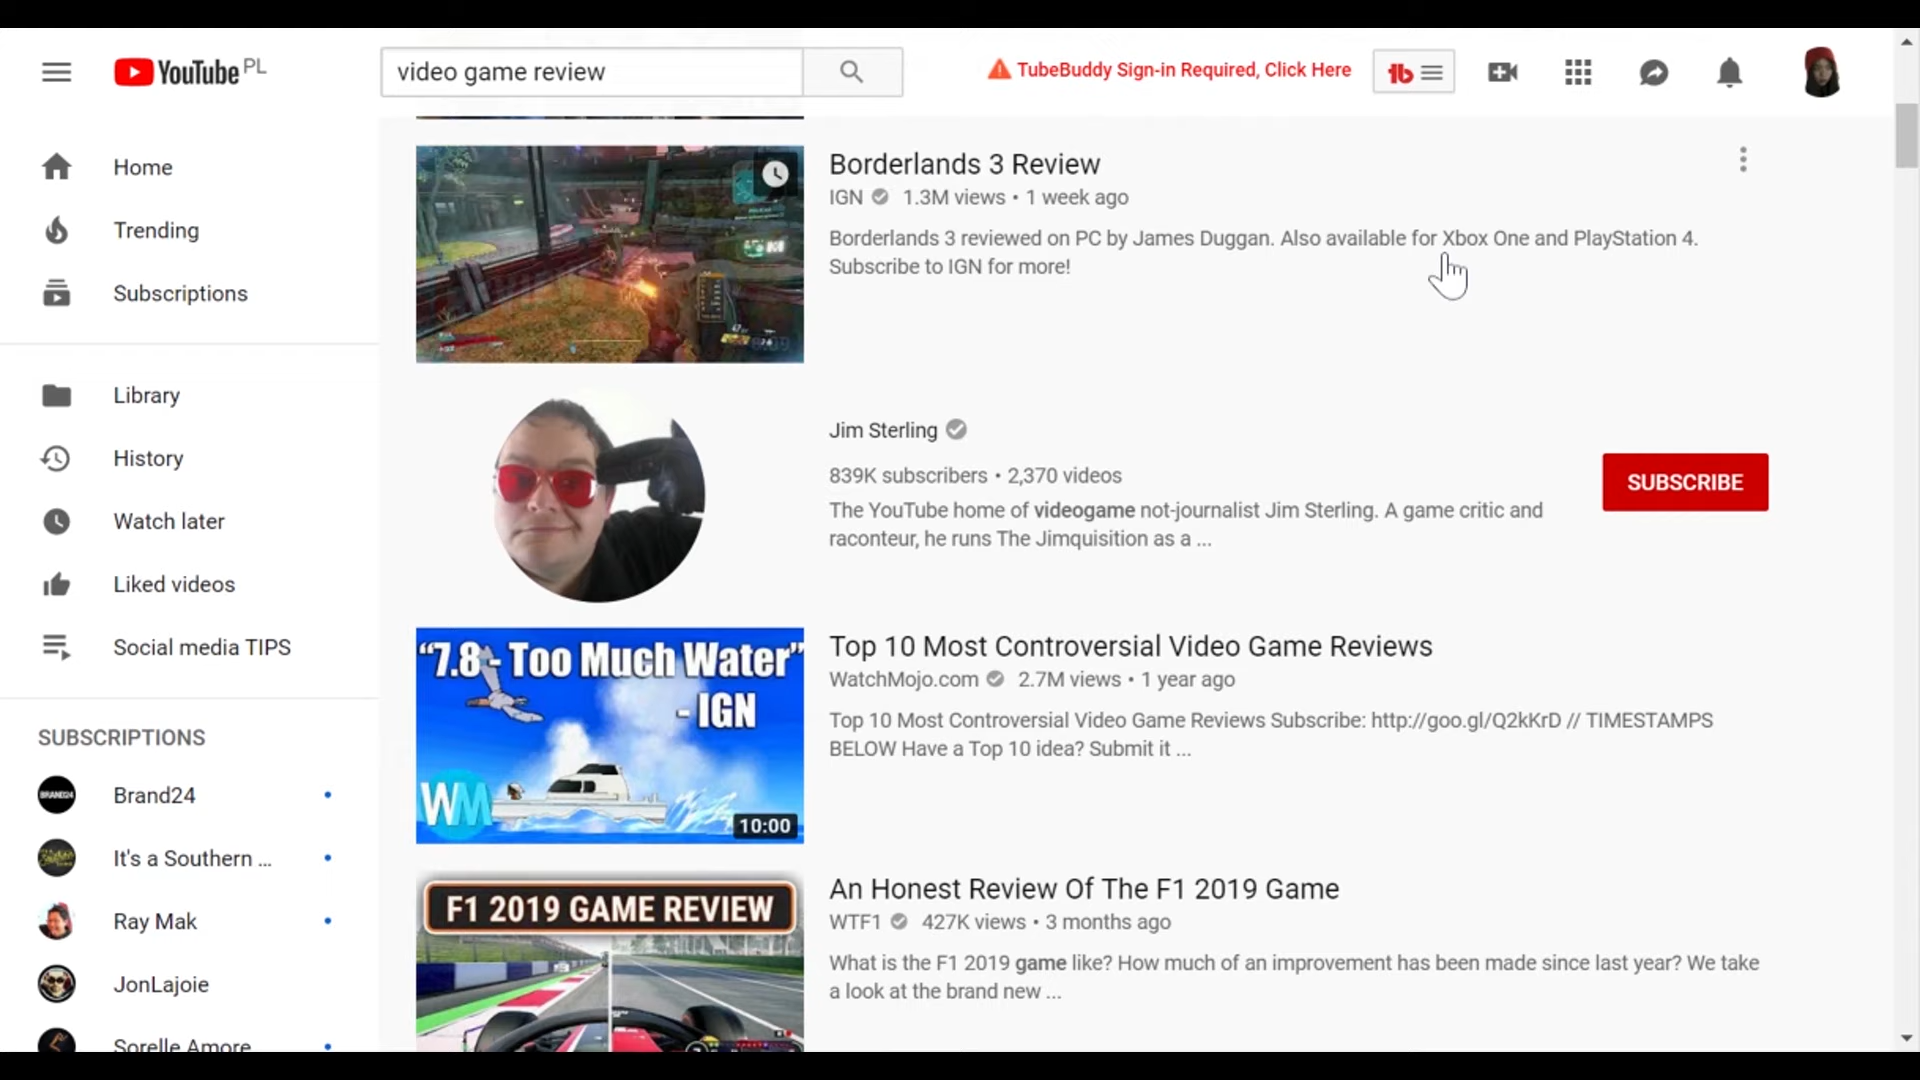 YouTube PL
video game review
TubeBuddy Sign-in Required, Click Here
Home
Trending
Subscriptions
Library
History
Watch later
Liked videos
Social media TIPS
SUBSCRIPTIONS
Brand24
It's a Southern ...
Ray Mak
JonLajoie
Sorelle Amore
Borderlands 3 Review
IGN 1.3M views • 1 week ago
Borderlands 3 reviewed on PC by James Duggan. Also available for Xbox One and PlayStation 4.
Subscribe to IGN for more!
Jim Sterling
839K subscribers • 2,370 videos
The YouTube home of videogame not-journalist Jim Sterling. A game critic and
raconteur, he runs The Jimquisition as a ...
SUBSCRIBE
“7.8 - Too Much Water”
- IGN
WM
10:00
Top 10 Most Controversial Video Game Reviews
WatchMojo.com 2.7M views • 1 year ago
Top 10 Most Controversial Video Game Reviews Subscribe: http://goo.gl/Q2kKrD // TIMESTAMPS
BELOW Have a Top 10 idea? Submit it ...
F1 2019 GAME REVIEW
An Honest Review Of The F1 2019 Game
WTF1 427K views • 3 months ago
What is the F1 2019 game like? How much of an improvement has been made since last year? We take
a look at the brand new ...